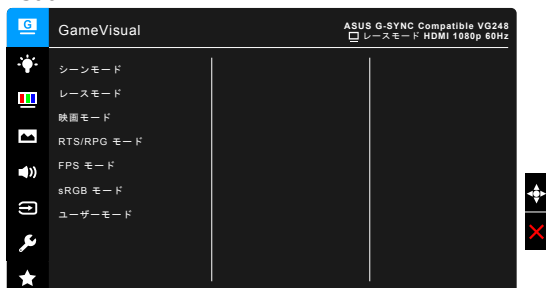 G
GameVisual
ASUS G-SYNC Compatible VG248
レースモード HDMI 1080p 60Hz
シーンモード
レースモード
映画モード
RTS/RPG モード
FPS モード
sRGB モード
ユーザーモード